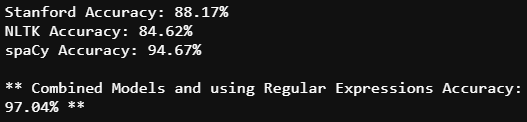 Stanford Accuracy: 88.17%
NLTK Accuracy: 84.62%
spaCy Accuracy: 94.67%
** Combined Models and using Regular Expressions Accuracy:
97.04% **